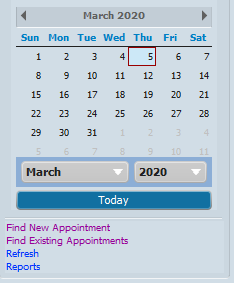 March 2020
Sun Mon Tue Wed Thu Fri Sat
1 2 3 4 5 6 7
8 9 10 11 12 13 14
15 16 17 18 19 20 21
22 23 24 25 26 27 28
29 30 31 1 2 3 4
5 6 7 8 9 10 11
March 2020
Today
Find New Appointment
Find Existing Appointments
Refresh
Reports